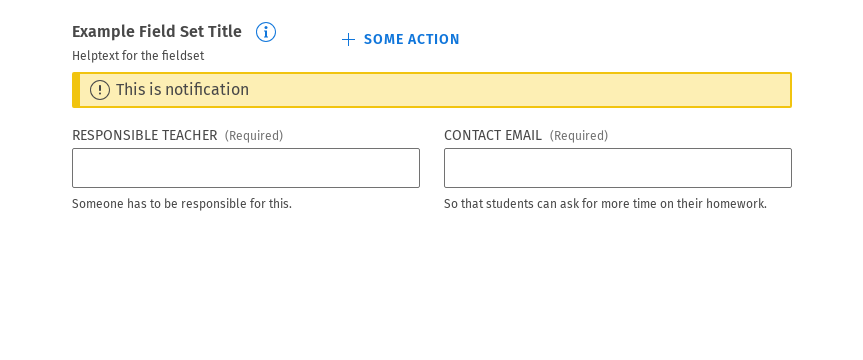 Example Field Set Title
SOME ACTION
Helptext for the fieldset
This is notification
RESPONSIBLE TEACHER (Required)
CONTACT EMAIL (Required)
Someone has to be responsible for this.
So that students can ask for more time on their homework.